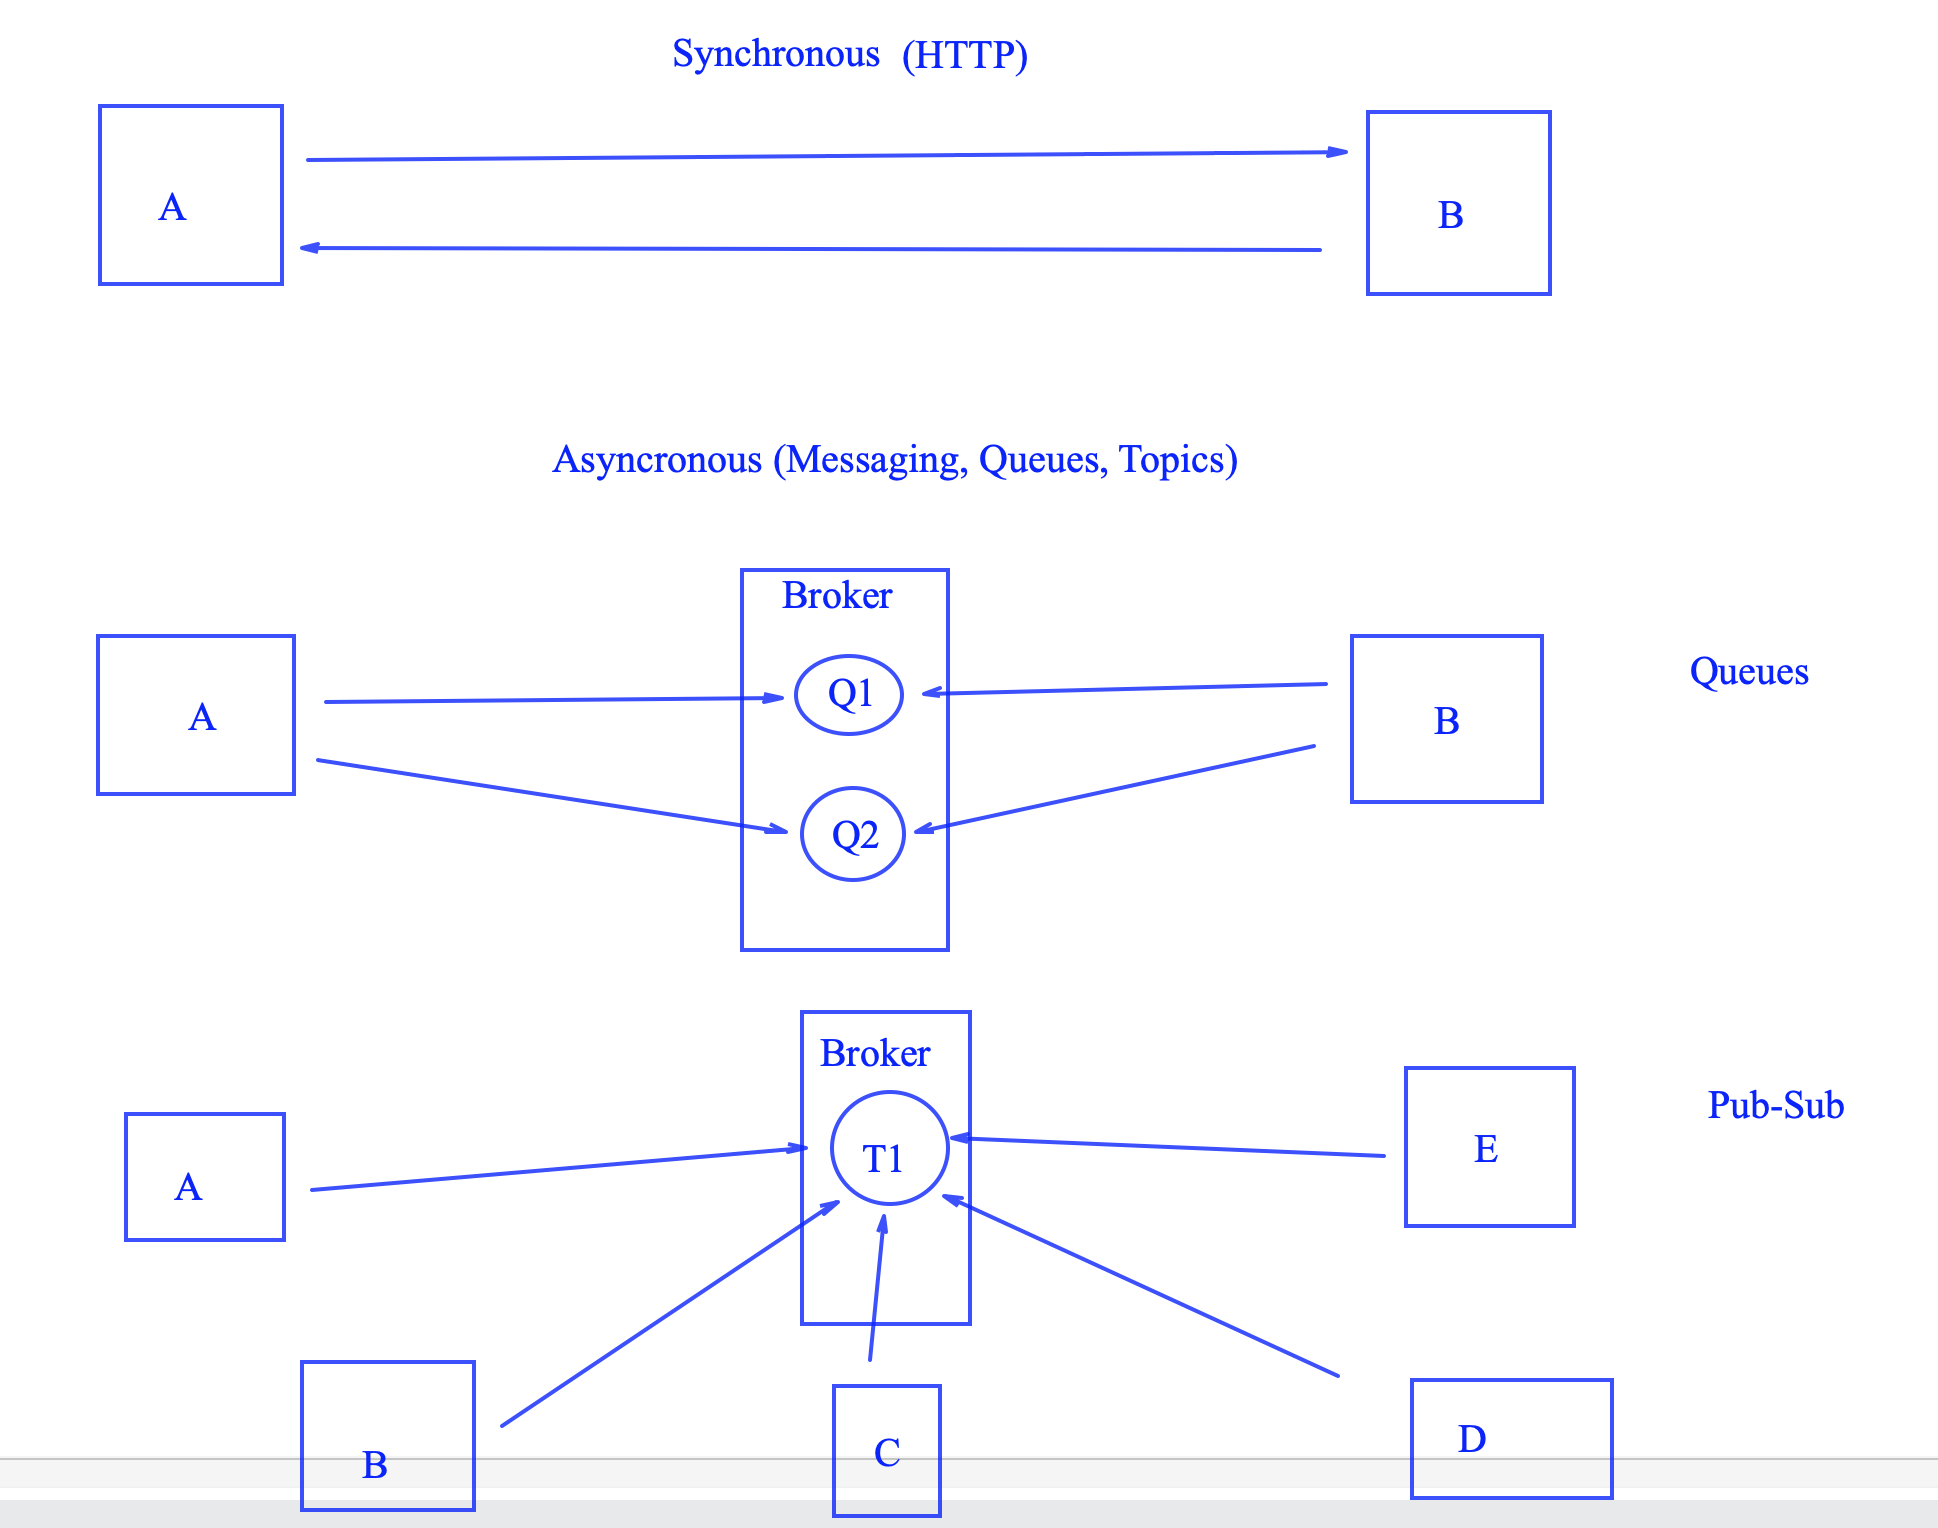 Synchronous (HTTP)
A
B
Asyncronous (Messaging, Queues, Topics)
Broker
Q1
Queues
A
B
Q2
Broker
Pub-Sub
E
T1
A
D
C
B